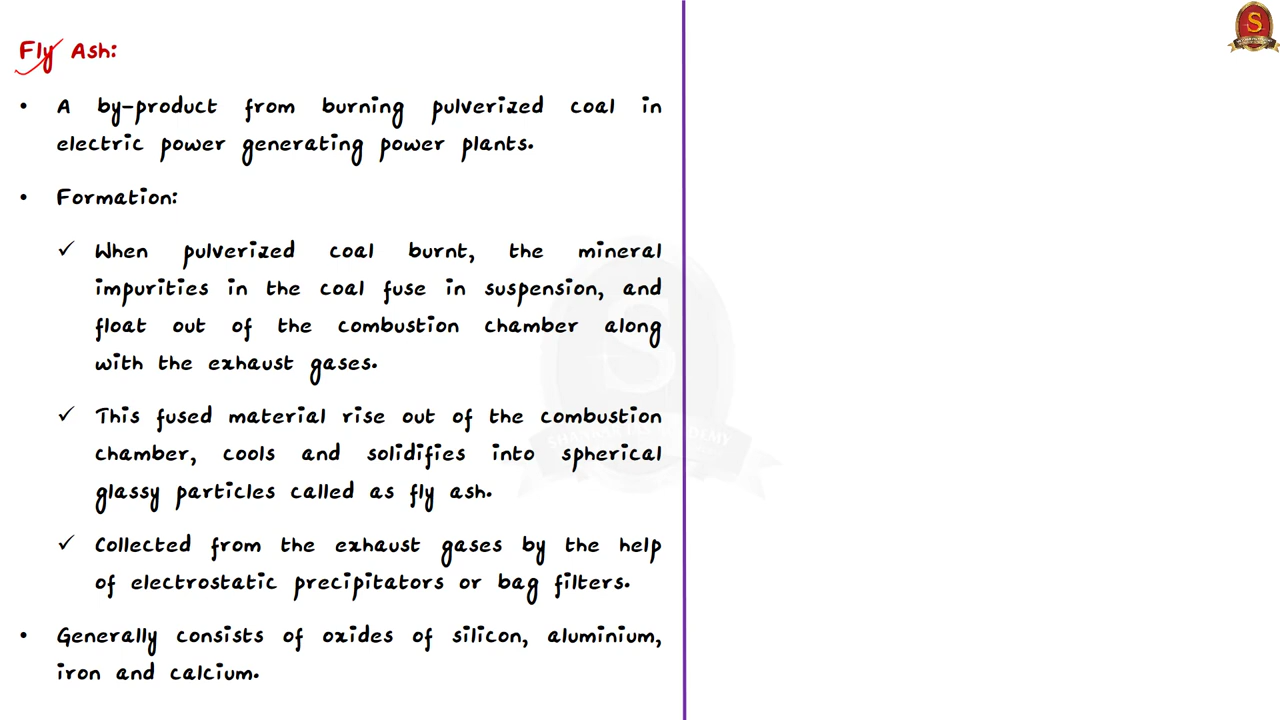 Fly Ash:
• A by-product from burning pulverized coal in
electric power generating power plants.
• Formation:
✓ When pulverized coal burnt, the mineral
impurities in the coal fuse in suspension, and
float out of the combustion chamber along
with the exhaust gases.
✓ This fused material rise out of the combustion
chamber, cools and solidifies into spherical
glassy particles called as fly ash.
✓ Collected from the exhaust gases by the help
of electrostatic precipitators or bag filters.
• Generally consists of oxides of silicon, aluminium,
iron and calcium.
S